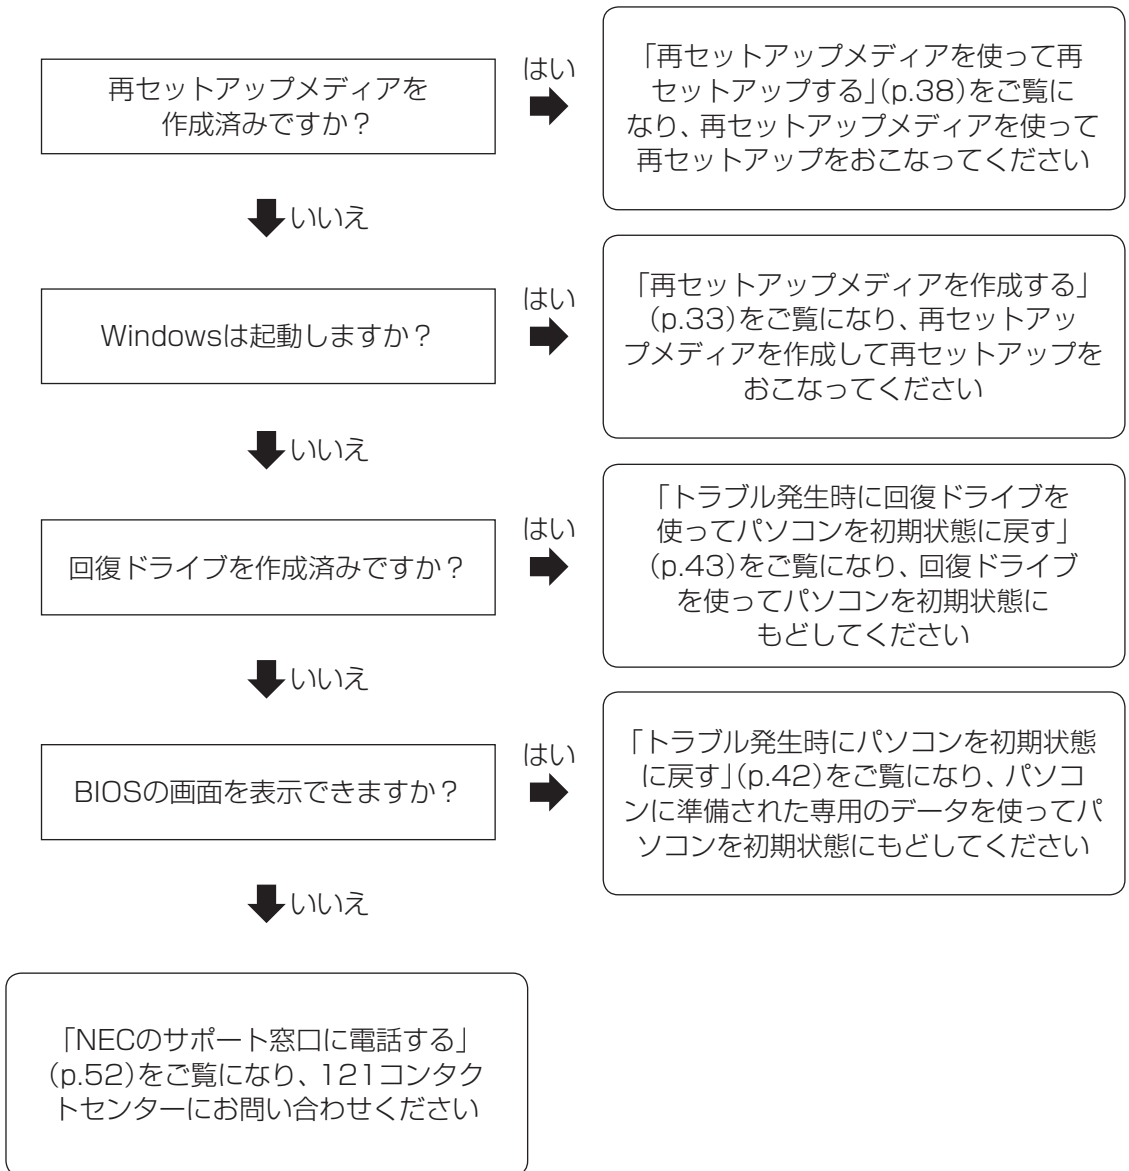 再セットアップメディアを
作成済みですか？
はい
「再セットアップメディアを使って再
セットアップする」(p.38)をご覧に
なり、再セットアップメディアを使って
再セットアップをおこなってください
いいえ
Windowsは起動しますか？
はい
「再セットアップメディアを作成する」
(p.33)をご覧になり、再セットアッ
プメディアを作成して再セットアップを
おこなってください
いいえ
回復ドライブを作成済みですか？
はい
「トラブル発生時に回復ドライブを
使ってパソコンを初期状態に戻す」
(p.43)をご覧になり、回復ドライブ
を使ってパソコンを初期状態に
もどしてください
いいえ
BIOSの画面を表示できますか？
はい
「トラブル発生時にパソコンを初期状態
に戻す」(p.42)をご覧になり、パソコ
ンに準備された専用のデータを使ってパ
ソコンを初期状態にもどしてください
いいえ
「NECのサポート窓口に電話する」
(p.52)をご覧になり、121コンタク
トセンターにお問い合わせください